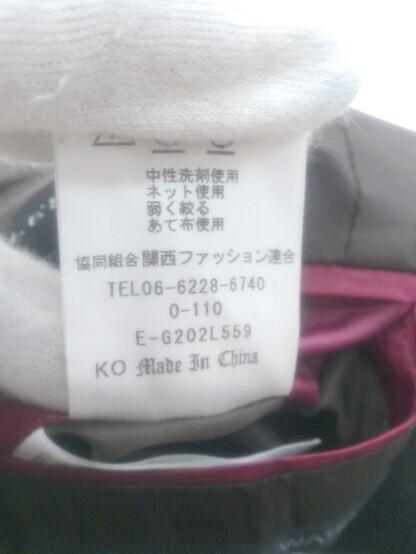 中性洗剤使用
ネット使用
弱く絞る
あて布使用
協同組合 関西ファッション連合
TEL06-6228-6740
0-110
E-G202L559
KO Made In China